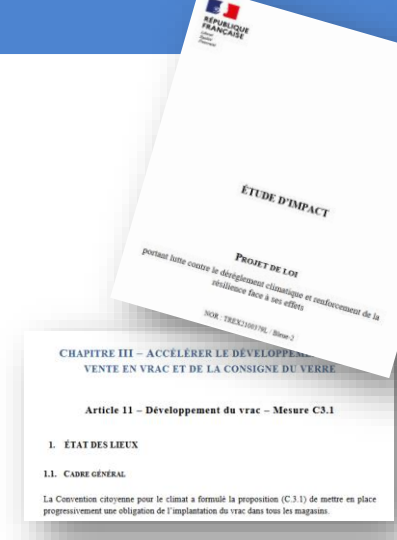 RÉPUBLIQUE
FRANÇAISE
Liberté
Égalité
Fraternité
ÉTUDE D'IMPACT
PROJET DE LOI
portant lutte contre le dérèglement climatique et renforcement de la
résilience face à ses effets
NOR : TREX2100379L / Bleue-2
CHAPITRE III – ACCÉLÉRER LE
VENTE EN VRAC ET DE LA CONSIGNE DU VERRE
Article 11 – Développement du vrac – Mesure C3.1
1. ÉTAT DES LIEUX
1.1. CADRE GÉNÉRAL
La Convention citoyenne pour le climat a formulé la proposition (C.3.1) de mettre en place
progressivement une obligation de l'implantation du vrac dans tous les magasins.